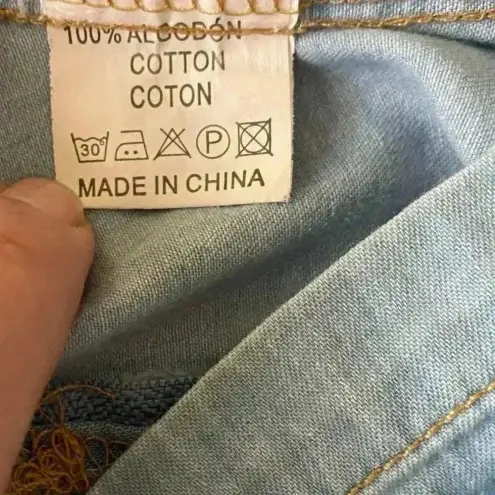 100% ALGODÓN
COTTON
COTON
30° P
MADE IN CHINA